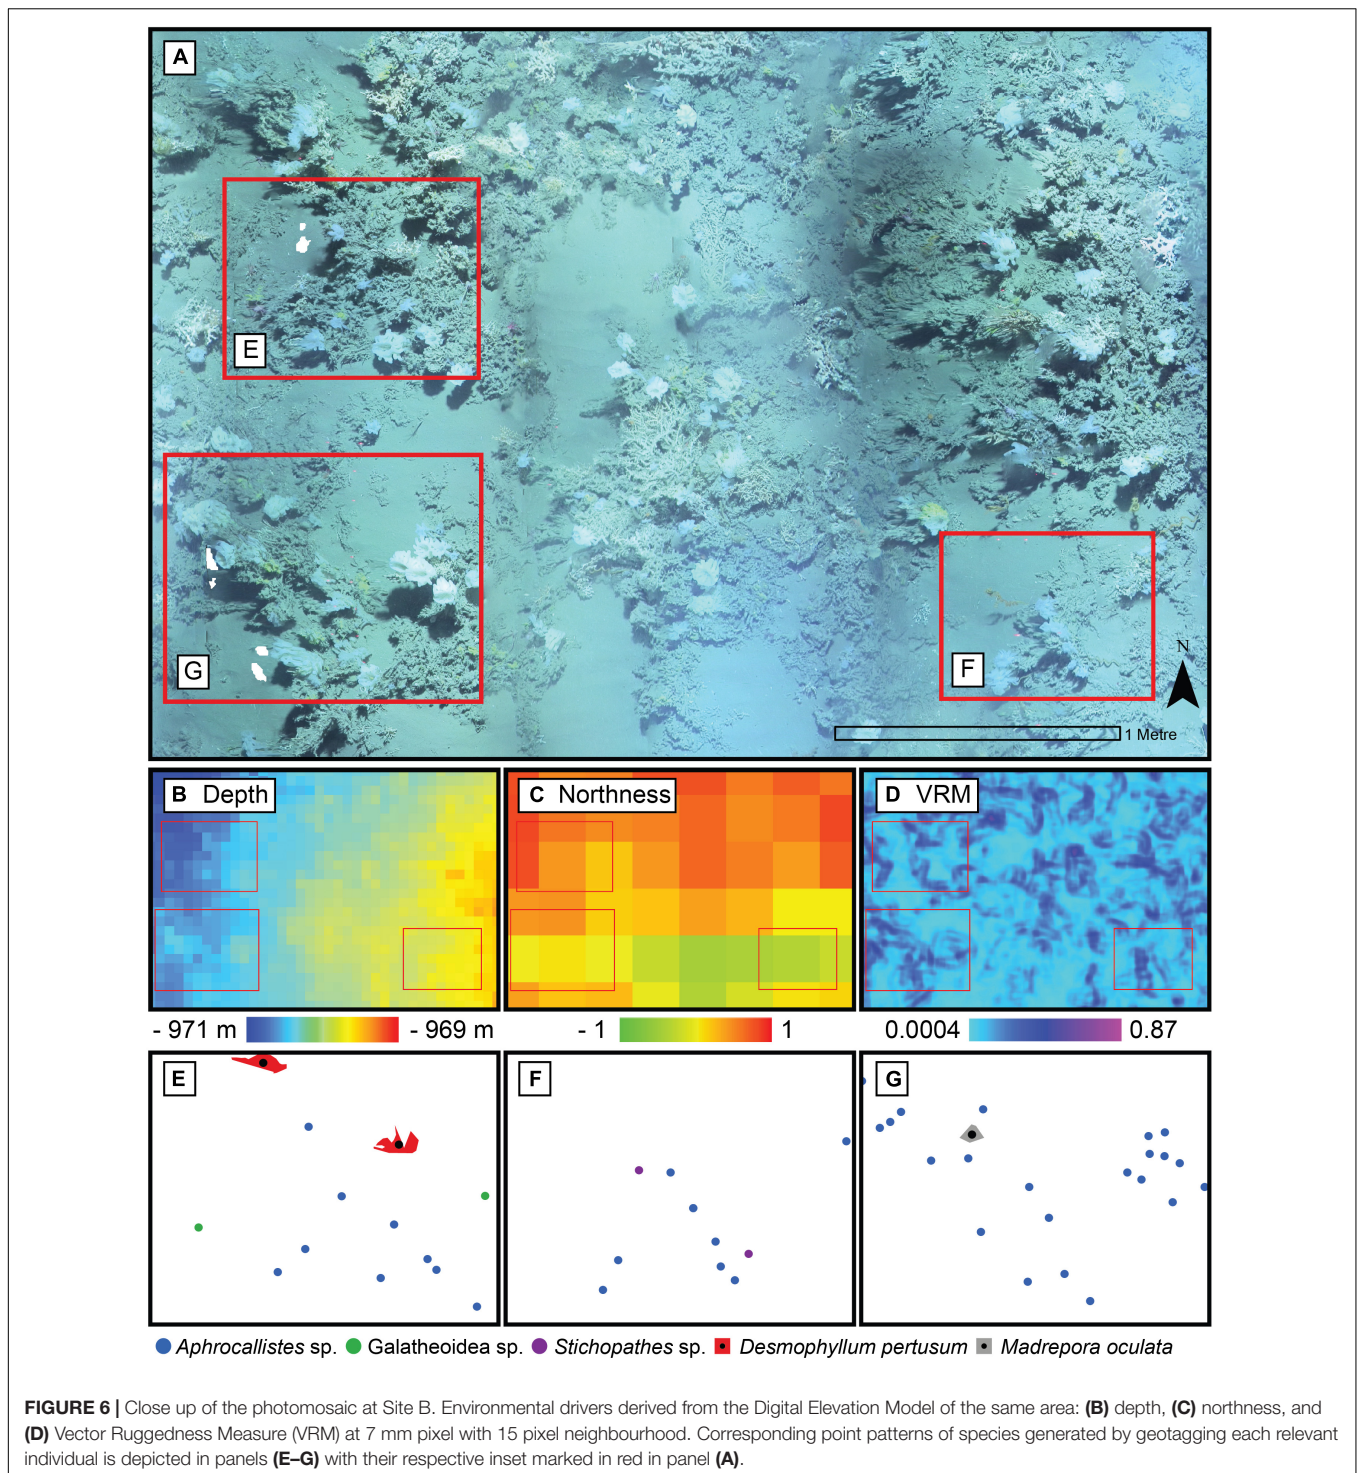 A
E
G
F
N
1 Metre
B Depth
C Northness
D VRM
- 971 m
- 969 m
- 1
1
0.0004
0.87
E
F
G
Aphrocallistes sp.
Galatheoidea sp.
Stichopathes sp.
Desmophyllum pertusum
Madrepora oculata
FIGURE 6 | Close up of the photomosaic at Site B. Environmental drivers derived from the Digital Elevation Model of the same area: (B) depth, (C) northness, and
(D) Vector Ruggedness Measure (VRM) at 7 mm pixel with 15 pixel neighbourhood. Corresponding point patterns of species generated by geotagging each relevant
individual is depicted in panels (E–G) with their respective inset marked in red in panel (A).